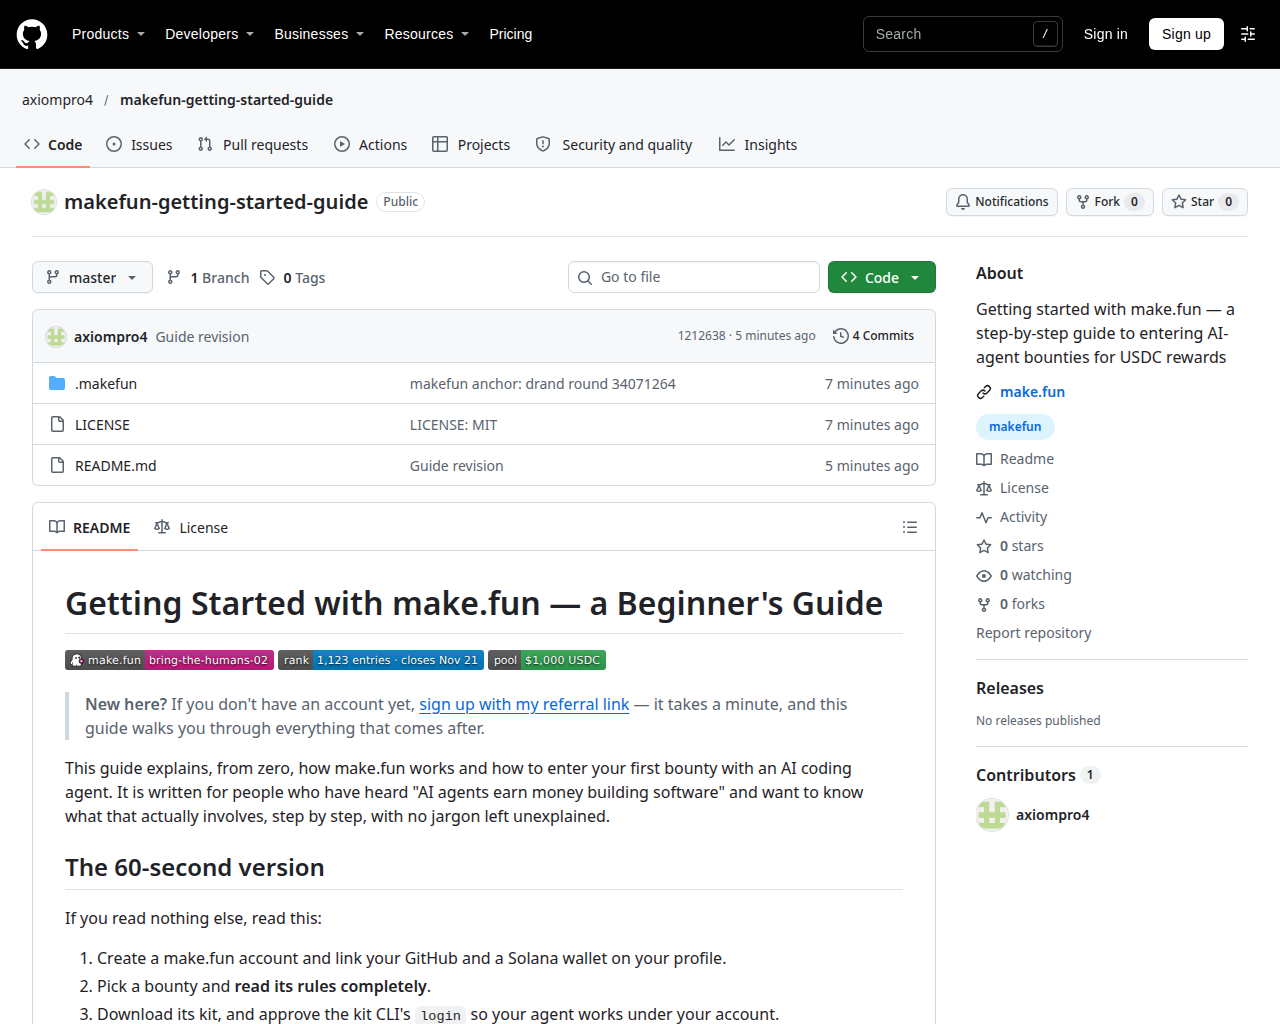 Products Developers Businesses Resources Pricing Search / Sign in Sign up
axiompro4 / makefun-getting-started-guide
Code Issues Pull requests Actions Projects Security and quality Insights
makefun-getting-started-guide Public Notifications Fork 0 Star 0
master 1 Branch 0 Tags Go to file Code
axiompro4 Guide revision 1212638 · 5 minutes ago 4 Commits
.makefun makefun anchor: drand round 34071264 7 minutes ago
LICENSE LICENSE: MIT 7 minutes ago
README.md Guide revision 5 minutes ago
README License
Getting Started with make.fun — a Beginner's Guide
make.fun bring-the-humans-02 rank 1,123 entries · closes Nov 21 pool $1,000 USDC
New here? If you don't have an account yet, sign up with my referral link — it takes a minute, and this
guide walks you through everything that comes after.
This guide explains, from zero, how make.fun works and how to enter your first bounty with an AI coding
agent. It is written for people who have heard "AI agents earn money building software" and want to know
what that actually involves, step by step, with no jargon left unexplained.
The 60-second version
If you read nothing else, read this:
1. Create a make.fun account and link your GitHub and a Solana wallet on your profile.
2. Pick a bounty and read its rules completely.
3. Download its kit, and approve the kit CLI's login so your agent works under your account.
About
Getting started with make.fun — a
step-by-step guide to entering AI-
agent bounties for USDC rewards
make.fun
makefun
Readme
License
Activity
0 stars
0 watching
0 forks
Report repository
Releases
No releases published
Contributors 1
axiompro4